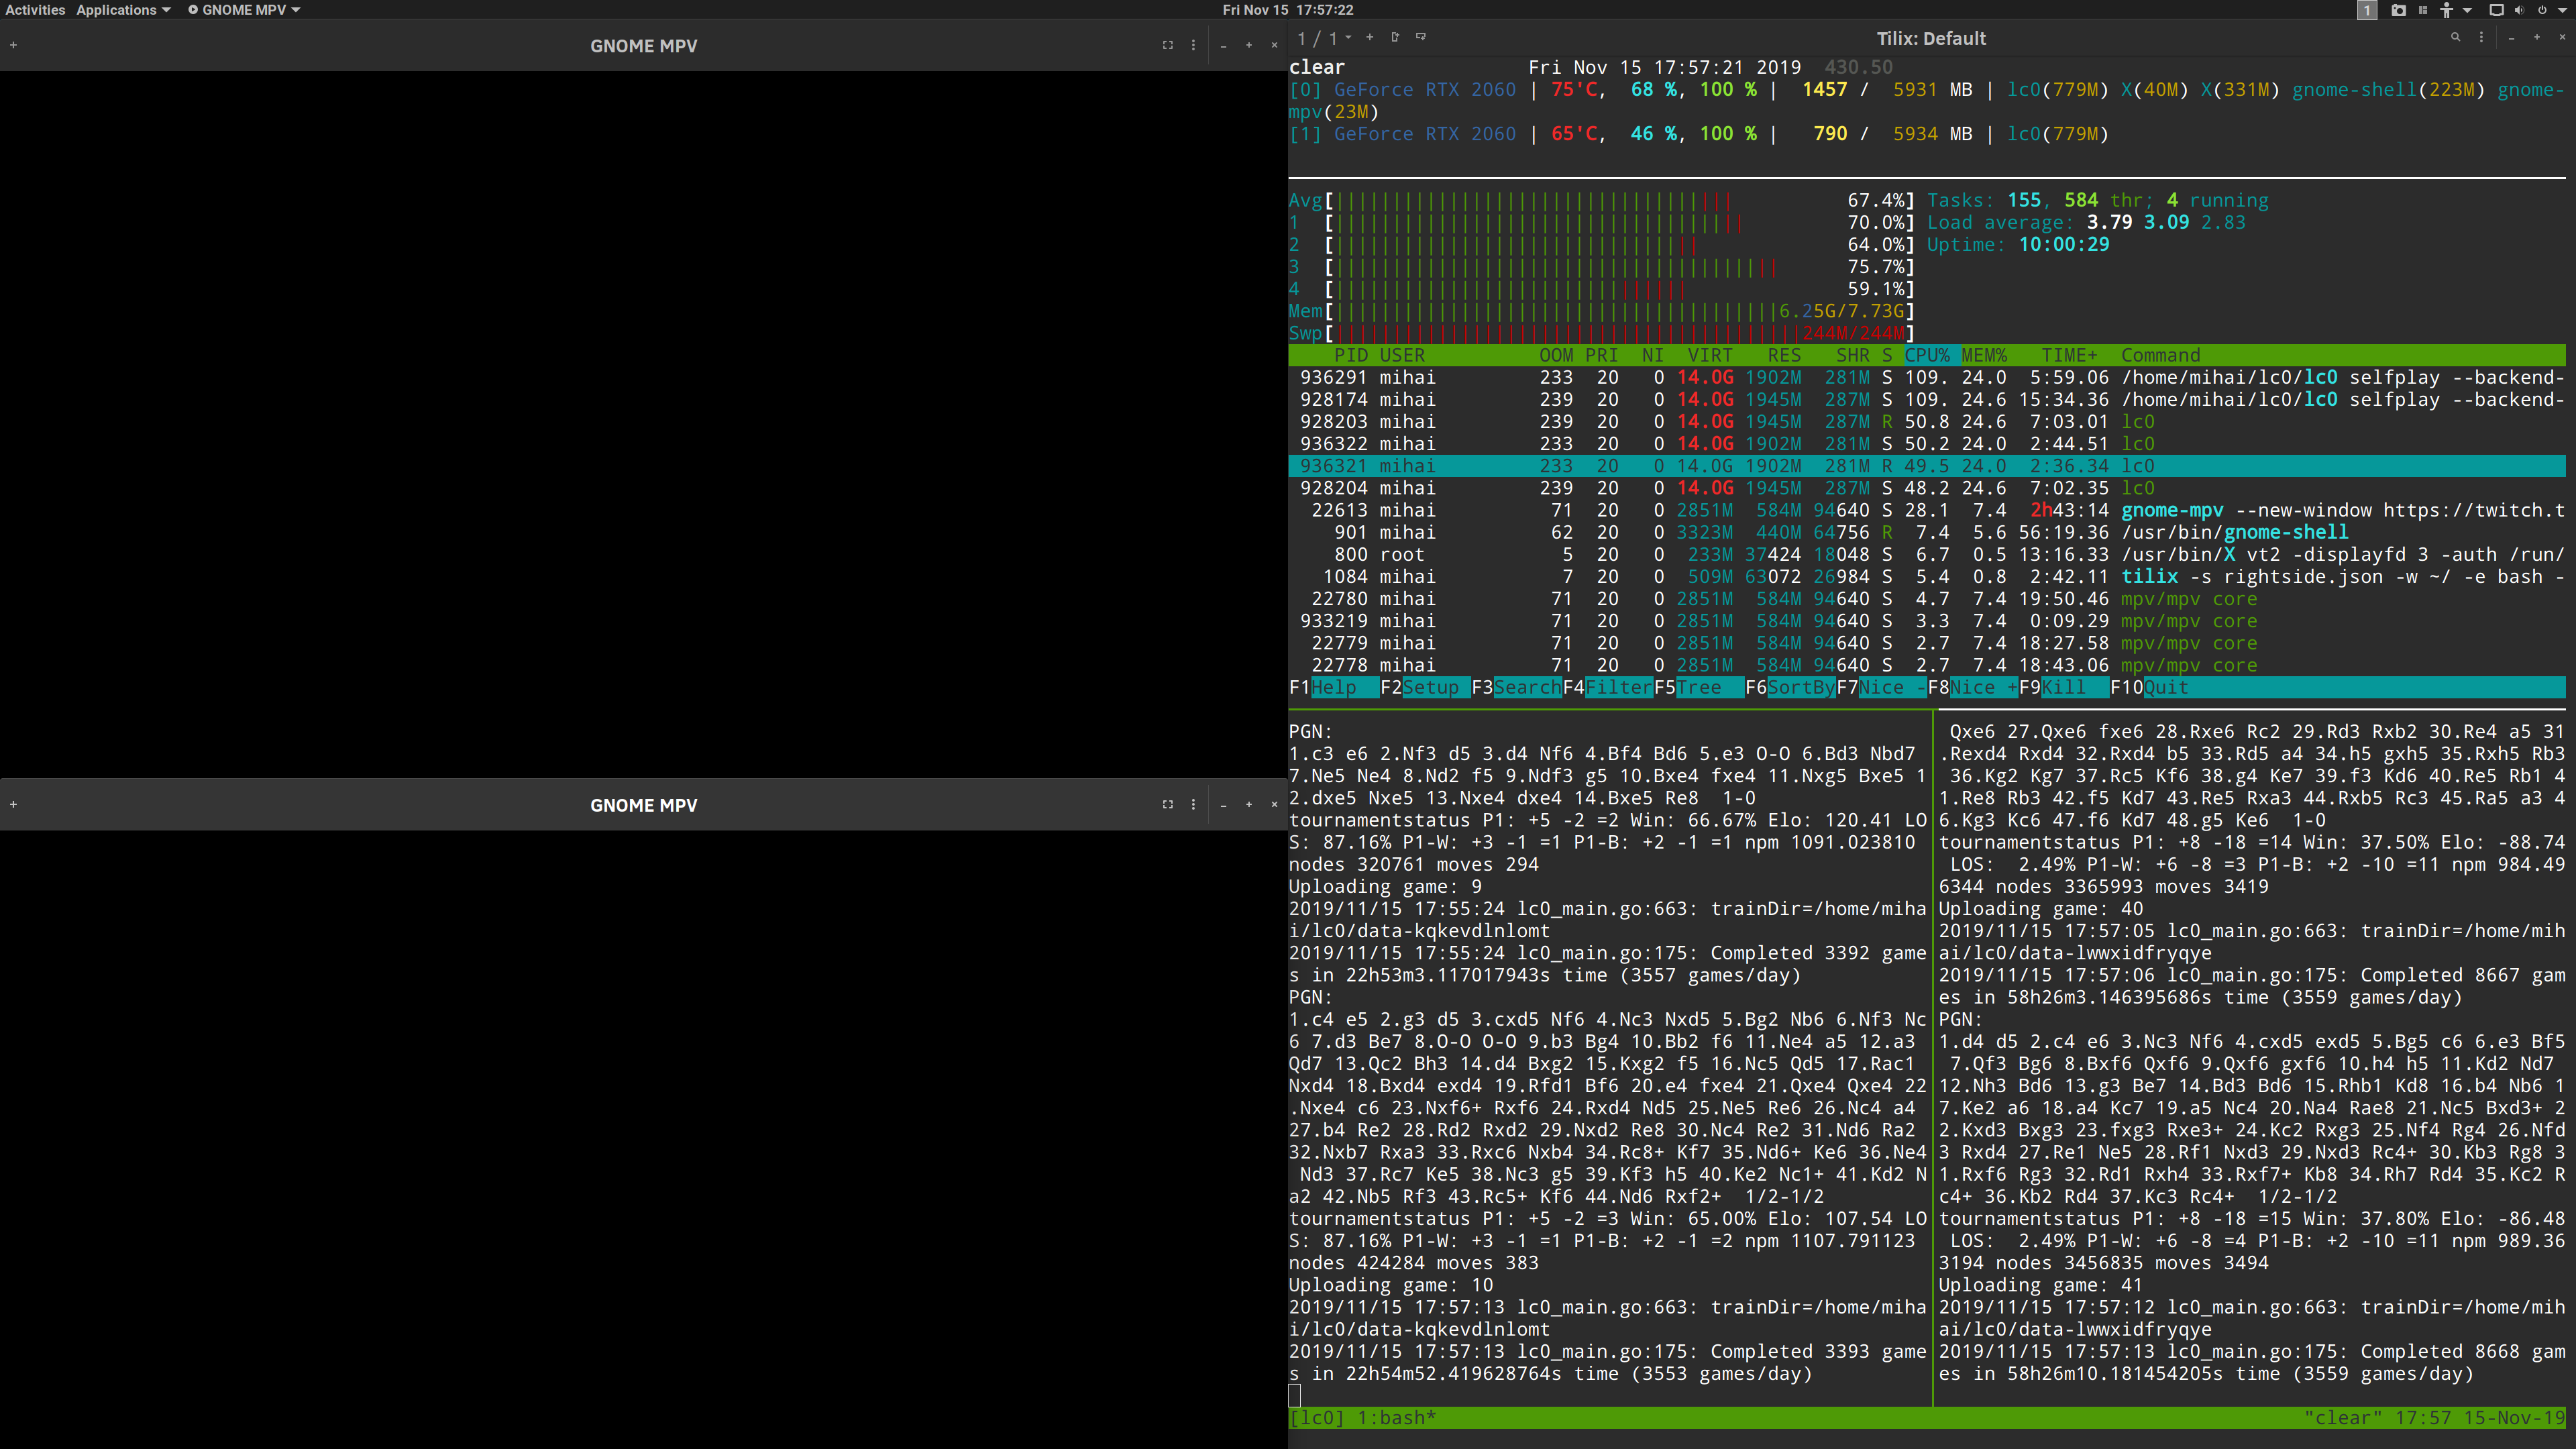 Activities Applications GNOME MPV Fri Nov 15 17:57:22 1
GNOME MPV
GNOME MPV
1 / 1 Tilix: Default
clear Fri Nov 15 17:57:21 2019 430.50
[0] GeForce RTX 2060 | 75'C, 68 %, 100 % | 1457 / 5931 MB | lc0(779M) X(40M) X(331M) gnome-shell(223M) gnome-
mpv(23M)
[1] GeForce RTX 2060 | 65'C, 46 %, 100 % | 790 / 5934 MB | lc0(779M)
Avg[ 67.4%] Tasks: 155, 584 thr; 4 running
1 [ 70.0%] Load average: 3.79 3.09 2.83
2 [ 64.0%] Uptime: 10:00:29
3 [ 75.7%]
4 [ 59.1%]
Mem[ 6.25G/7.73G]
Swp[ 244M/244M]
PID USER OOM PRI NI VIRT RES SHR S CPU% MEM% TIME+ Command
936291 mihai 233 20 0 14.0G 1902M 281M S 109. 24.0 5:59.06 /home/mihai/lc0/lc0 selfplay --backend-
928174 mihai 239 20 0 14.0G 1945M 287M S 109. 24.6 15:34.36 /home/mihai/lc0/lc0 selfplay --backend-
928203 mihai 239 20 0 14.0G 1945M 287M R 50.8 24.6 7:03.01 lc0
936322 mihai 233 20 0 14.0G 1902M 281M S 50.2 24.0 2:44.51 lc0
936321 mihai 233 20 0 14.0G 1902M 281M R 49.5 24.0 2:36.34 lc0
928204 mihai 239 20 0 14.0G 1945M 287M S 48.2 24.6 7:02.35 lc0
22613 mihai 71 20 0 2851M 584M 94640 S 28.1 7.4 2h43:14 gnome-mpv --new-window https://twitch.t
901 mihai 62 20 0 3323M 440M 64756 R 7.4 5.6 56:19.36 /usr/bin/gnome-shell
800 root 5 20 0 233M 37424 18048 S 6.7 0.5 13:16.33 /usr/bin/X vt2 -displayfd 3 -auth /run/
1084 mihai 7 20 0 509M 63072 26984 S 5.4 0.8 2:42.11 tilix -s rightside.json -w ~/ -e bash -
22780 mihai 71 20 0 2851M 584M 94640 S 4.7 7.4 19:50.46 mpv/mpv core
933219 mihai 71 20 0 2851M 584M 94640 S 3.3 7.4 0:09.29 mpv/mpv core
22779 mihai 71 20 0 2851M 584M 94640 S 2.7 7.4 18:27.58 mpv/mpv core
22778 mihai 71 20 0 2851M 584M 94640 S 2.7 7.4 18:43.06 mpv/mpv core
F1Help F2Setup F3SearchF4FilterF5Tree F6SortByF7Nice -F8Nice +F9Kill F10Quit
PGN:
1.c3 e6 2.Nf3 d5 3.d4 Nf6 4.Bf4 Bd6 5.e3 O-O 6.Bd3 Nbd7
7.Ne5 Ne4 8.Nd2 f5 9.Ndf3 g5 10.Bxe4 fxe4 11.Nxg5 Bxe5 1
2.dxe5 Nxe5 13.Nxe4 dxe4 14.Bxe5 Re8 1-0
tournamentstatus P1: +5 -2 =2 Win: 66.67% Elo: 120.41 LO
S: 87.16% P1-W: +3 -1 =1 P1-B: +2 -1 =1 npm 1091.023810
nodes 320761 moves 294
Uploading game: 9
2019/11/15 17:55:24 lc0_main.go:663: trainDir=/home/miha
i/lc0/data-kqkevdlnlomt
2019/11/15 17:55:24 lc0_main.go:175: Completed 3392 game
s in 22h53m3.117017943s time (3557 games/day)
PGN:
1.c4 e5 2.g3 d5 3.cxd5 Nf6 4.Nc3 Nxd5 5.Bg2 Nb6 6.Nf3 Nc
6 7.d3 Be7 8.O-O O-O 9.b3 Bg4 10.Bb2 f6 11.Ne4 a5 12.a3
Qd7 13.Qc2 Bh3 14.d4 Bxg2 15.Kxg2 f5 16.Nc5 Qd5 17.Rac1
Nxd4 18.Bxd4 exd4 19.Rfd1 Bf6 20.e4 fxe4 21.Qxe4 Qxe4 22
.Nxe4 c6 23.Nxf6+ Rxf6 24.Rxd4 Nd5 25.Ne5 Re6 26.Nc4 a4
27.b4 Re2 28.Rd2 Rxd2 29.Nxd2 Re8 30.Nc4 Re2 31.Nd6 Ra2
32.Nxb7 Rxa3 33.Rxc6 Nxb4 34.Rc8+ Kf7 35.Nd6+ Ke6 36.Ne4
Nd3 37.Rc7 Ke5 38.Nc3 g5 39.Kf3 h5 40.Ke2 Nc1+ 41.Kd2 N
a2 42.Nb5 Rf3 43.Rc5+ Kf6 44.Nd6 Rxf2+ 1/2-1/2
tournamentstatus P1: +5 -2 =3 Win: 65.00% Elo: 107.54 LO
S: 87.16% P1-W: +3 -1 =1 P1-B: +2 -1 =2 npm 1107.791123
nodes 424284 moves 383
Uploading game: 10
2019/11/15 17:57:13 lc0_main.go:663: trainDir=/home/miha
i/lc0/data-kqkevdlnlomt
2019/11/15 17:57:13 lc0_main.go:175: Completed 3393 game
s in 22h54m52.419628764s time (3553 games/day)
Qxe6 27.Qxe6 fxe6 28.Rxe6 Rc2 29.Rd3 Rxb2 30.Re4 a5 31
.Rexd4 Rxd4 32.Rxd4 b5 33.Rd5 a4 34.h5 gxh5 35.Rxh5 Rb3
36.Kg2 Kg7 37.Rc5 Kf6 38.g4 Ke7 39.f3 Kd6 40.Re5 Rb1 4
1.Re8 Rb3 42.f5 Kd7 43.Re5 Rxa3 44.Rxb5 Rc3 45.Ra5 a3 4
6.Kg3 Kc6 47.f6 Kd7 48.g5 Ke6 1-0
tournamentstatus P1: +8 -18 =14 Win: 37.50% Elo: -88.74
LOS: 2.49% P1-W: +6 -8 =3 P1-B: +2 -10 =11 npm 984.49
6344 nodes 3365993 moves 3419
Uploading game: 40
2019/11/15 17:57:05 lc0_main.go:663: trainDir=/home/mih
ai/lc0/data-lwwxidfryqye
2019/11/15 17:57:06 lc0_main.go:175: Completed 8667 gam
es in 58h26m3.146395686s time (3559 games/day)
PGN:
1.d4 d5 2.c4 e6 3.Nc3 Nf6 4.cxd5 exd5 5.Bg5 c6 6.e3 Bf5
7.Qf3 Bg6 8.Bxf6 Qxf6 9.Qxf6 gxf6 10.h4 h5 11.Kd2 Nd7
12.Nh3 Bd6 13.g3 Be7 14.Bd3 Bd6 15.Rhb1 Kd8 16.b4 Nb6 1
7.Ke2 a6 18.a4 Kc7 19.a5 Nc4 20.Na4 Rae8 21.Nc5 Bxd3+ 2
2.Kxd3 Bxg3 23.fxg3 Rxe3+ 24.Kc2 Rxg3 25.Nf4 Rg4 26.Nfd
3 Rxd4 27.Re1 Ne5 28.Rf1 Nxd3 29.Nxd3 Rc4+ 30.Kb3 Rg8 3
1.Rxf6 Rg3 32.Rd1 Rxh4 33.Rxf7+ Kb8 34.Rh7 Rd4 35.Kc2 R
c4+ 36.Kb2 Rd4 37.Kc3 Rc4+ 1/2-1/2
tournamentstatus P1: +8 -18 =15 Win: 37.80% Elo: -86.48
LOS: 2.49% P1-W: +6 -8 =4 P1-B: +2 -10 =11 npm 989.36
3194 nodes 3456835 moves 3494
Uploading game: 41
2019/11/15 17:57:12 lc0_main.go:663: trainDir=/home/mih
ai/lc0/data-lwwxidfryqye
2019/11/15 17:57:13 lc0_main.go:175: Completed 8668 gam
es in 58h26m10.181454205s time (3559 games/day)
[lc0] 1:bash* "clear" 17:57 15-Nov-19